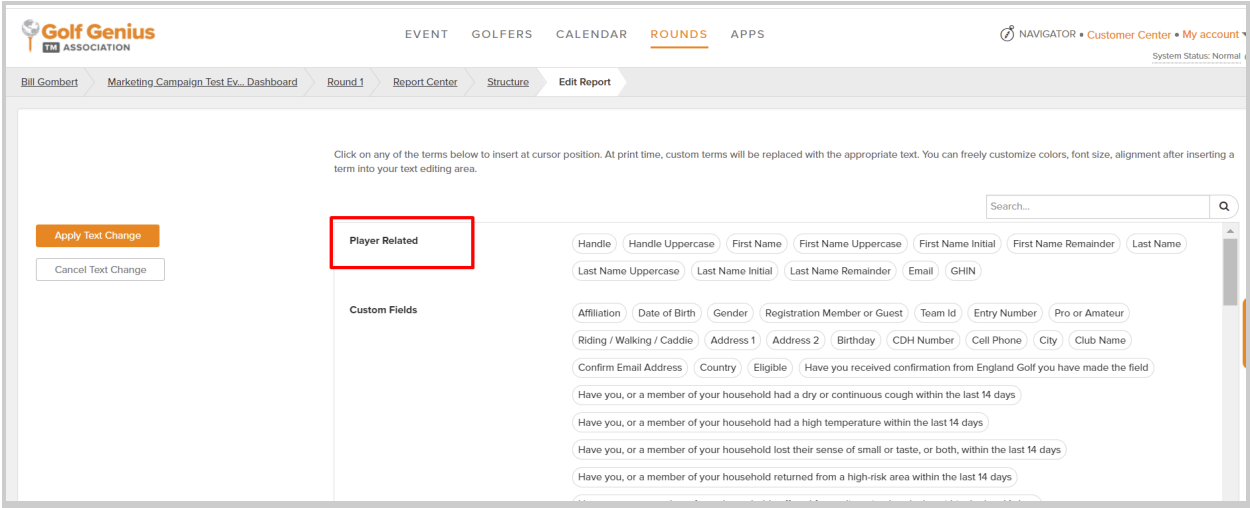 Golf Genius
TM ASSOCIATION
EVENT GOLFERS CALENDAR ROUNDS APPS
NAVIGATOR • Customer Center • My account
System Status: Normal
Bill Gombert Marketing Campaign Test Ev... Dashboard Round 1 Report Center Structure Edit Report
Click on any of the terms below to insert at cursor position. At print time, custom terms will be replaced with the appropriate text. You can freely customize colors, font size, alignment after inserting a
term into your text editing area.
Search...
Apply Text Change
Cancel Text Change
Player Related
Handle Handle Uppercase First Name First Name Uppercase First Name Initial First Name Remainder Last Name
Last Name Uppercase Last Name Initial Last Name Remainder Email GHIN
Custom Fields
Affiliation Date of Birth Gender Registration Member or Guest Team Id Entry Number Pro or Amateur
Riding / Walking / Caddie Address 1 Address 2 Birthday CDH Number Cell Phone City Club Name
Confirm Email Address Country Eligible Have you received confirmation from England Golf you have made the field
Have you, or a member of your household had a dry or continuous cough within the last 14 days
Have you, or a member of your household had a high temperature within the last 14 days
Have you, or a member of your household lost their sense of small or taste, or both, within the last 14 days
Have you, or a member of your household returned from a high-risk area within the last 14 days